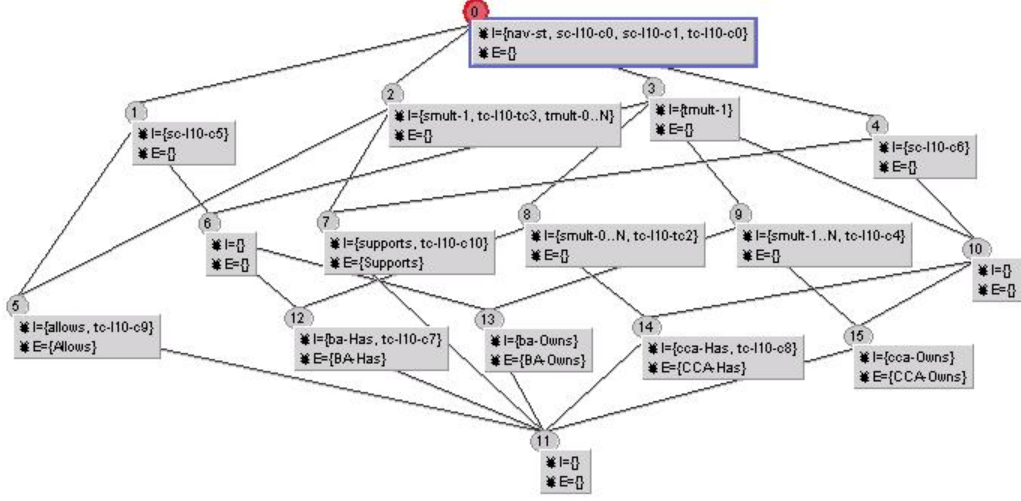 0
I={nav-st, sc-l10-c0, sc-l10-c1, tc-l10-c0}
E={}
1
I={sc-l10-c5}
E={}
2
I={smult-1, tc-l10-tc3, tmult-0..N}
E={}
3
I={tmult-1}
E={}
4
I={sc-l10-c6}
E={}
5
I={allows, tc-l10-c9}
E={Allows}
6
I={}
E={}
7
I={supports, tc-l10-c10}
E={Supports}
8
I={smult-0..N, tc-l10-tc2}
E={}
9
I={smult-1..N, tc-l10-c4}
E={}
10
I={}
E={}
12
I={ba-Has, tc-l10-c7}
E={BA-Has}
13
I={ba-Owns}
E={BA-Owns}
14
I={cca-Has, tc-l10-c8}
E={CCA-Has}
15
I={cca-Owns}
E={CCA-Owns}
11
I={}
E={}